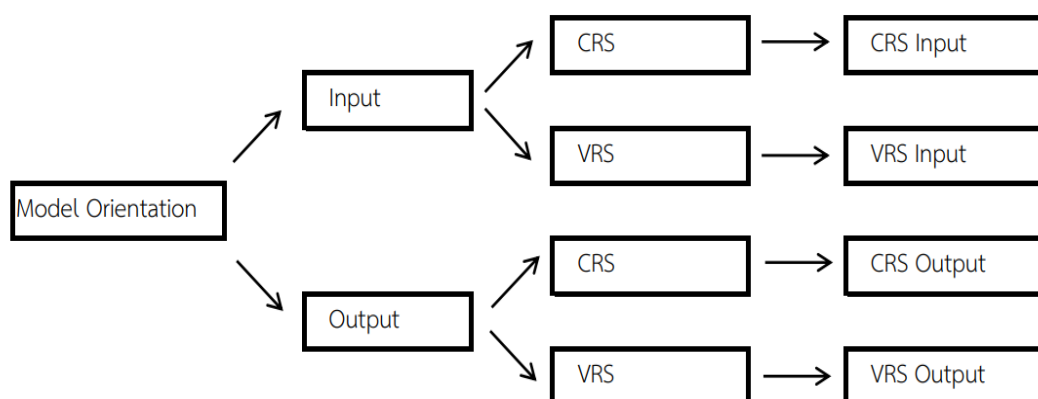 CRS
CRS Input
Input
VRS
VRS Input
Model Orientation
CRS
CRS Output
Output
VRS
VRS Output